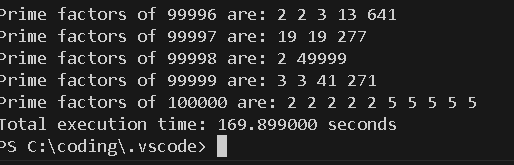 Prime factors of 99996 are: 2 2 3 13 641
Prime factors of 99997 are: 19 19 277
Prime factors of 99998 are: 2 49999
Prime factors of 99999 are: 3 3 41 271
Prime factors of 100000 are: 2 2 2 2 2 5 5 5 5 5
Total execution time: 169.899000 seconds
PS C:\coding\.vscode>